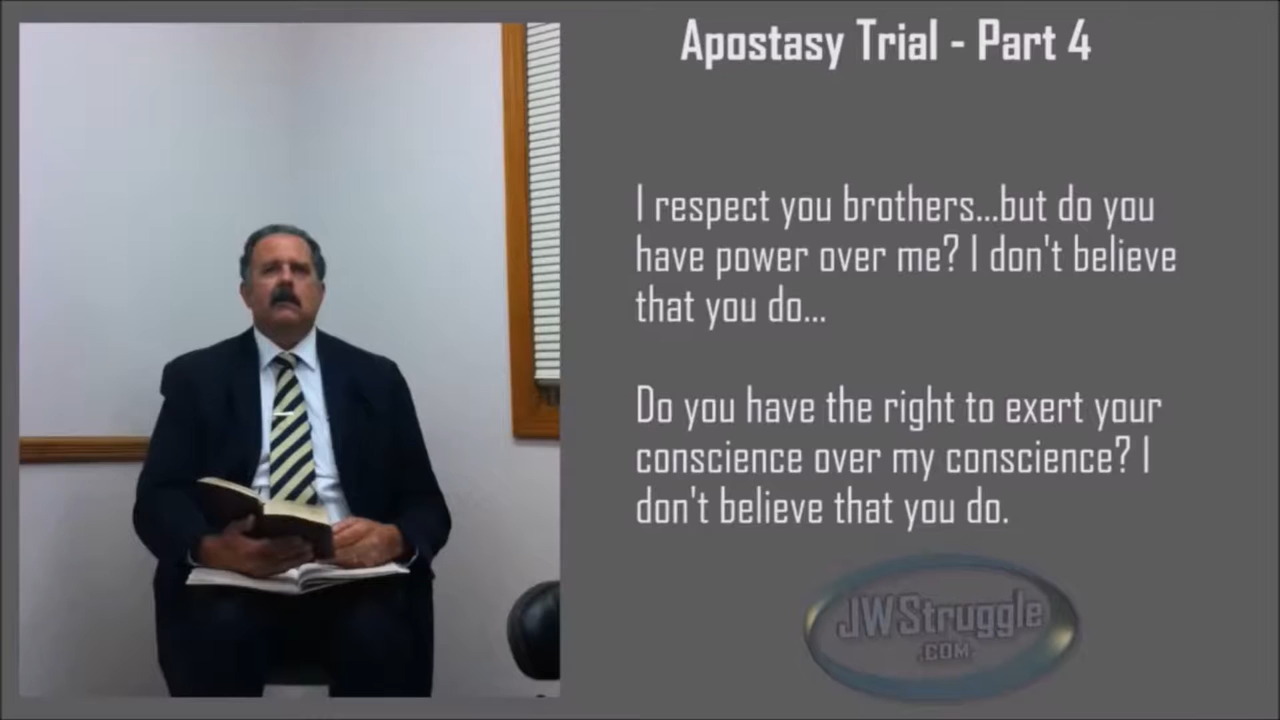 Apostasy Trial - Part 4
I respect you brothers...but do you
have power over me? I don't believe
that you do...
Do you have the right to exert your
conscience over my conscience? I
don't believe that you do.
JWStruggle
.COM